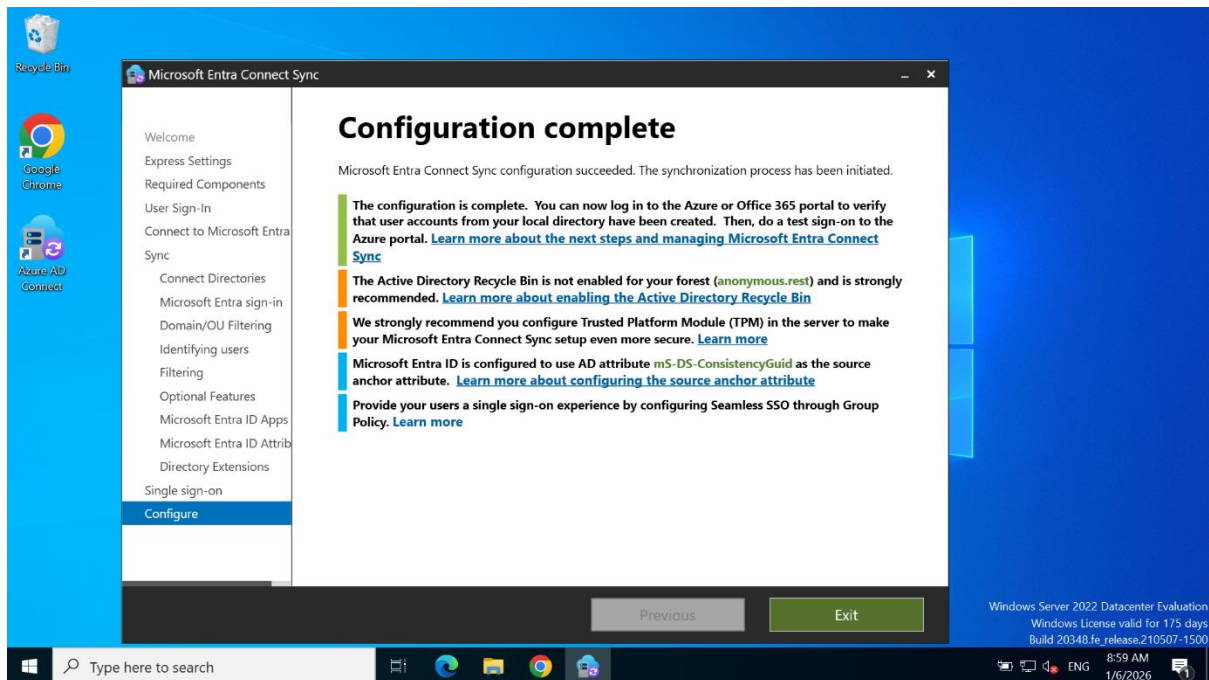 Recycle Bin
Google
Chrome
Azure AD
Connect
Microsoft Entra Connect Sync
Welcome
Express Settings
Required Components
User Sign-In
Connect to Microsoft Entra
Sync
Connect Directories
Microsoft Entra sign-in
Domain/OU Filtering
Identifying users
Filtering
Optional Features
Microsoft Entra ID Apps
Microsoft Entra ID Attrib
Directory Extensions
Single sign-on
Configure
Configuration complete
Microsoft Entra Connect Sync configuration succeeded. The synchronization process has been initiated.
The configuration is complete. You can now log in to the Azure or Office 365 portal to verify
that user accounts from your local directory have been created. Then, do a test sign-on to the
Azure portal. Learn more about the next steps and managing Microsoft Entra Connect
Sync
The Active Directory Recycle Bin is not enabled for your forest (anonymous.rest) and is strongly
recommended. Learn more about enabling the Active Directory Recycle Bin
We strongly recommend you configure Trusted Platform Module (TPM) in the server to make
your Microsoft Entra Connect Sync setup even more secure. Learn more
Microsoft Entra ID is configured to use AD attribute mS-DS-ConsistencyGuid as the source
anchor attribute. Learn more about configuring the source anchor attribute
Provide your users a single sign-on experience by configuring Seamless SSO through Group
Policy. Learn more
Previous
Exit
Windows Server 2022 Datacenter Evaluation
Windows License valid for 175 days
Build 20348.fe_release.210507-1500
Type here to search
ENG
8:59 AM
1/6/2026
1